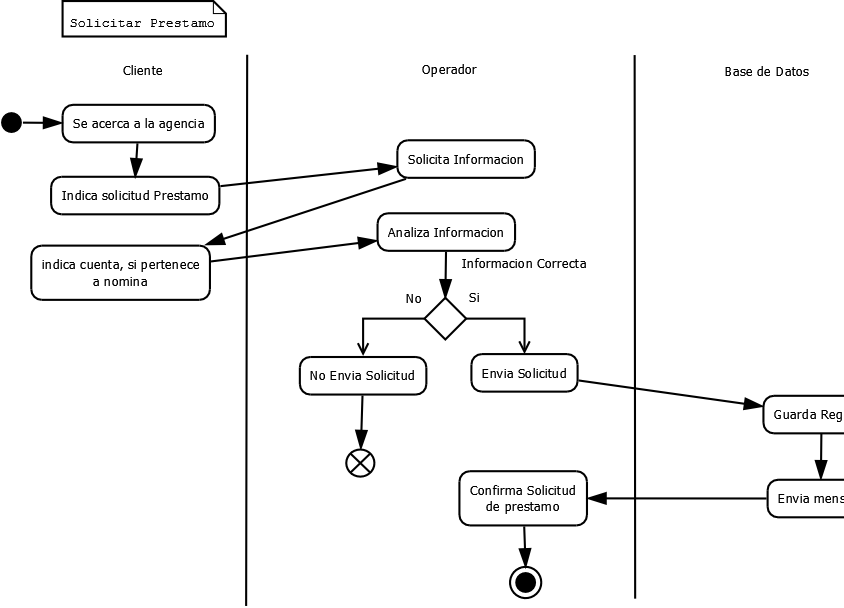 Solicitar Prestamo
Cliente
Operador
Base de Datos
Se acerca a la agencia
Solicita Informacion
Indica solicitud Prestamo
Analiza Informacion
indica cuenta, si pertenece
a nomina
Informacion Correcta
No
Si
No Envia Solicitud
Envia Solicitud
Guarda Reg
Confirma Solicitud
de prestamo
Envia mens